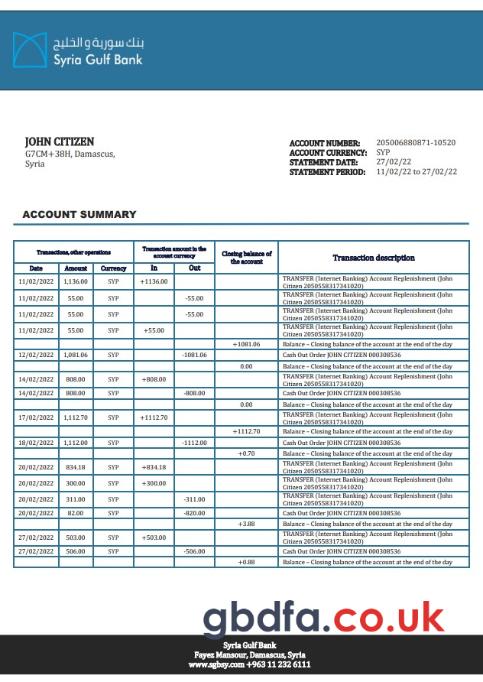 بنك سورية والخليج
Syria Gulf Bank
JOHN CITIZEN
G7CM+38H, Damascus,
Syria
ACCOUNT NUMBER: 205006880871-10520
ACCOUNT CURRENCY: SYP
STATEMENT DATE: 27/02/22
STATEMENT PERIOD: 11/02/22 to 27/02/22
ACCOUNT SUMMARY
Transactions, other operations
Transaction amount in the
account currency
Closing balance of
the account
Transaction description
Date Amount Currency In Out
11/02/2022 1,136.00 SYP +1136.00 TRANSFER (Internet Banking) Account Replenishment (John
Citizen 2050558317341020)
11/02/2022 55.00 SYP -55.00 TRANSFER (Internet Banking) Account Replenishment (John
Citizen 2050558317341020)
11/02/2022 55.00 SYP -55.00 TRANSFER (Internet Banking) Account Replenishment (John
Citizen 2050558317341020)
11/02/2022 55.00 SYP +55.00 TRANSFER (Internet Banking) Account Replenishment (John
Citizen 2050558317341020)
+1081.06 Balance – Closing balance of the account at the end of the day
12/02/2022 1,081.06 SYP -1081.06 Cash Out Order JOHN CITIZEN 000308536
0.00 Balance – Closing balance of the account at the end of the day
14/02/2022 808.00 SYP +808.00 TRANSFER (Internet Banking) Account Replenishment (John
Citizen 2050558317341020)
14/02/2022 808.00 SYP -808.00 Cash Out Order JOHN CITIZEN 000308536
0.00 Balance – Closing balance of the account at the end of the day
17/02/2022 1,112.70 SYP +1112.70 TRANSFER (Internet Banking) Account Replenishment (John
Citizen 2050558317341020)
+1112.70 Balance – Closing balance of the account at the end of the day
18/02/2022 1,112.00 SYP -1112.00 Cash Out Order JOHN CITIZEN 000308536
+0.70 Balance – Closing balance of the account at the end of the day
20/02/2022 834.18 SYP +834.18 TRANSFER (Internet Banking) Account Replenishment (John
Citizen 2050558317341020)
20/02/2022 300.00 SYP +300.00 TRANSFER (Internet Banking) Account Replenishment (John
Citizen 2050558317341020)
20/02/2022 311.00 SYP -311.00 TRANSFER (Internet Banking) Account Replenishment (John
Citizen 2050558317341020)
20/02/2022 82.00 SYP -820.00 Cash Out Order JOHN CITIZEN 000308536
+3.88 Balance – Closing balance of the account at the end of the day
27/02/2022 503.00 SYP +503.00 TRANSFER (Internet Banking) Account Replenishment (John
Citizen 2050558317341020)
27/02/2022 506.00 SYP -506.00 Cash Out Order JOHN CITIZEN 000308536
+0.88 Balance – Closing balance of the account at the end of the day
gbdfa.co.uk
Syria Gulf Bank
Fayez Mansour, Damascus, Syria
www.sgbsy.com +963 11 232 6111